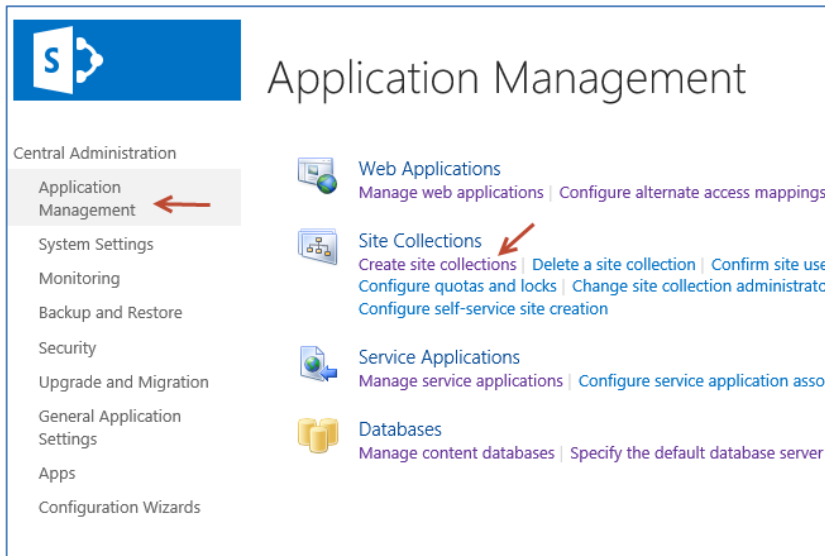 S
Application Management
Central Administration
Application
Management
System Settings
Monitoring
Backup and Restore
Security
Upgrade and Migration
General Application
Settings
Apps
Configuration Wizards
Web Applications
Manage web applications | Configure alternate access mappings
Site Collections
Create site collections | Delete a site collection | Confirm site use
Configure quotas and locks | Change site collection administrato
Configure self-service site creation
Service Applications
Manage service applications | Configure service application asso
Databases
Manage content databases | Specify the default database server